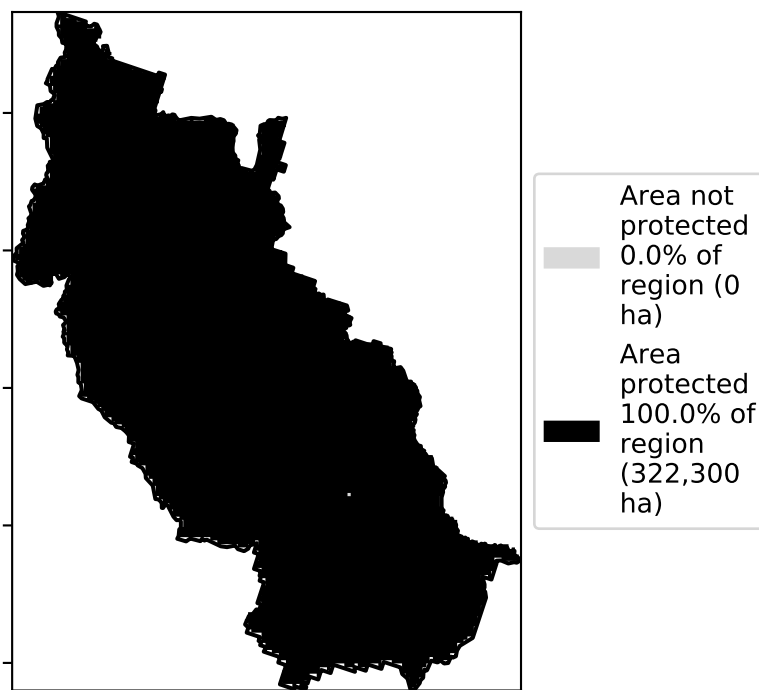 Area not
protected
0.0% of
region (0
ha)
Area
protected
100.0% of
region
(322,300
ha)